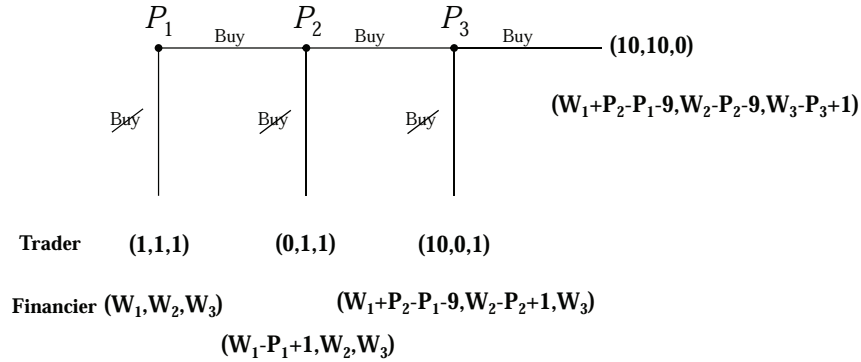 P₁ P₂ P₃
Buy Buy Buy (10,10,0)
(W₁+P₂-P₁-9,W₂-P₂-9,W₃-P₃+1)
Buy Buy Buy
Trader (1,1,1) (0,1,1) (10,0,1)
Financier (W₁,W₂,W₃) (W₁+P₂-P₁-9,W₂-P₂+1,W₃)
(W₁-P₁+1,W₂,W₃)